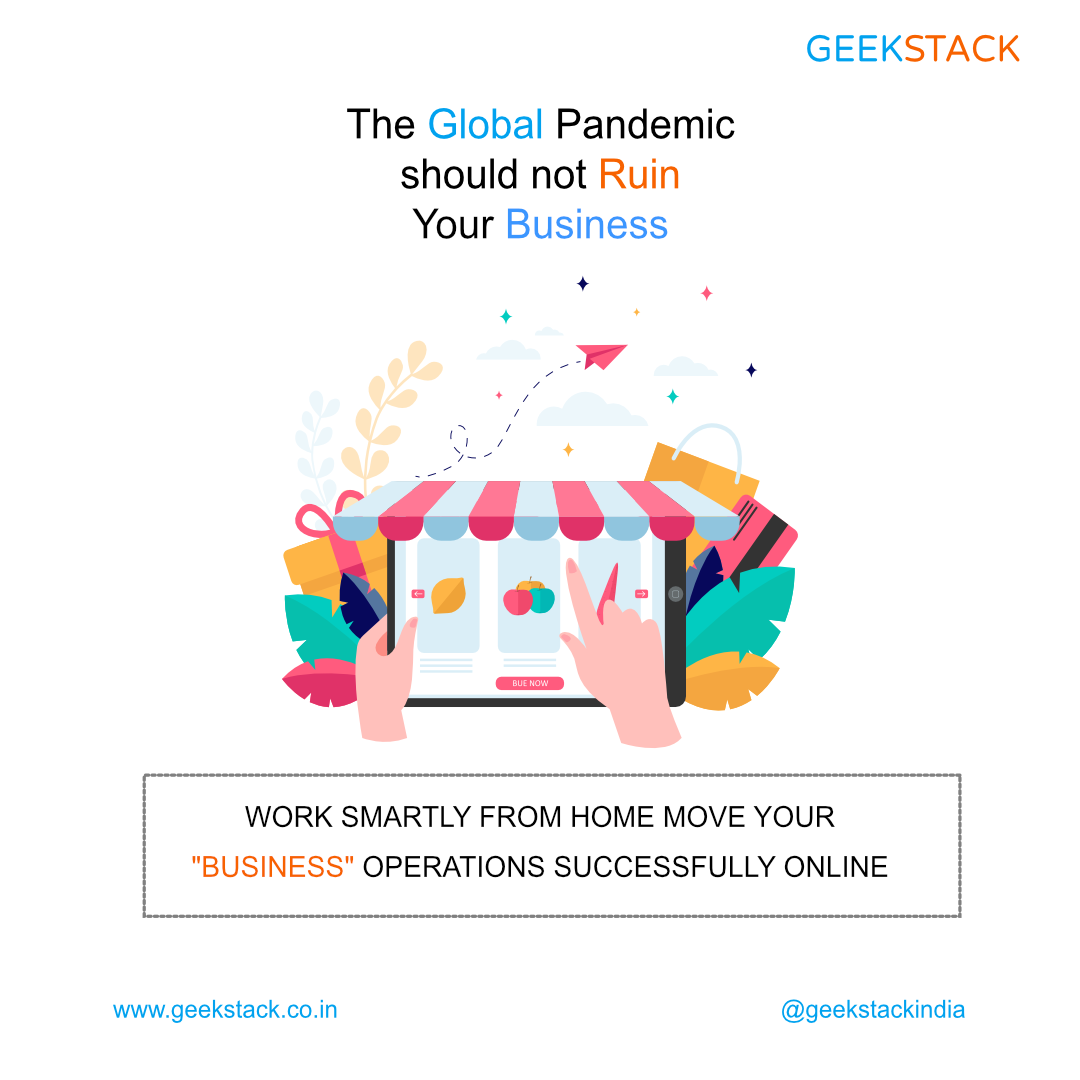 GEEKSTACK
The Global Pandemic
should not Ruin
Your Business
BUE NOW
WORK SMARTLY FROM HOME MOVE YOUR
"BUSINESS" OPERATIONS SUCCESSFULLY ONLINE
www.geekstack.co.in
@geekstackindia